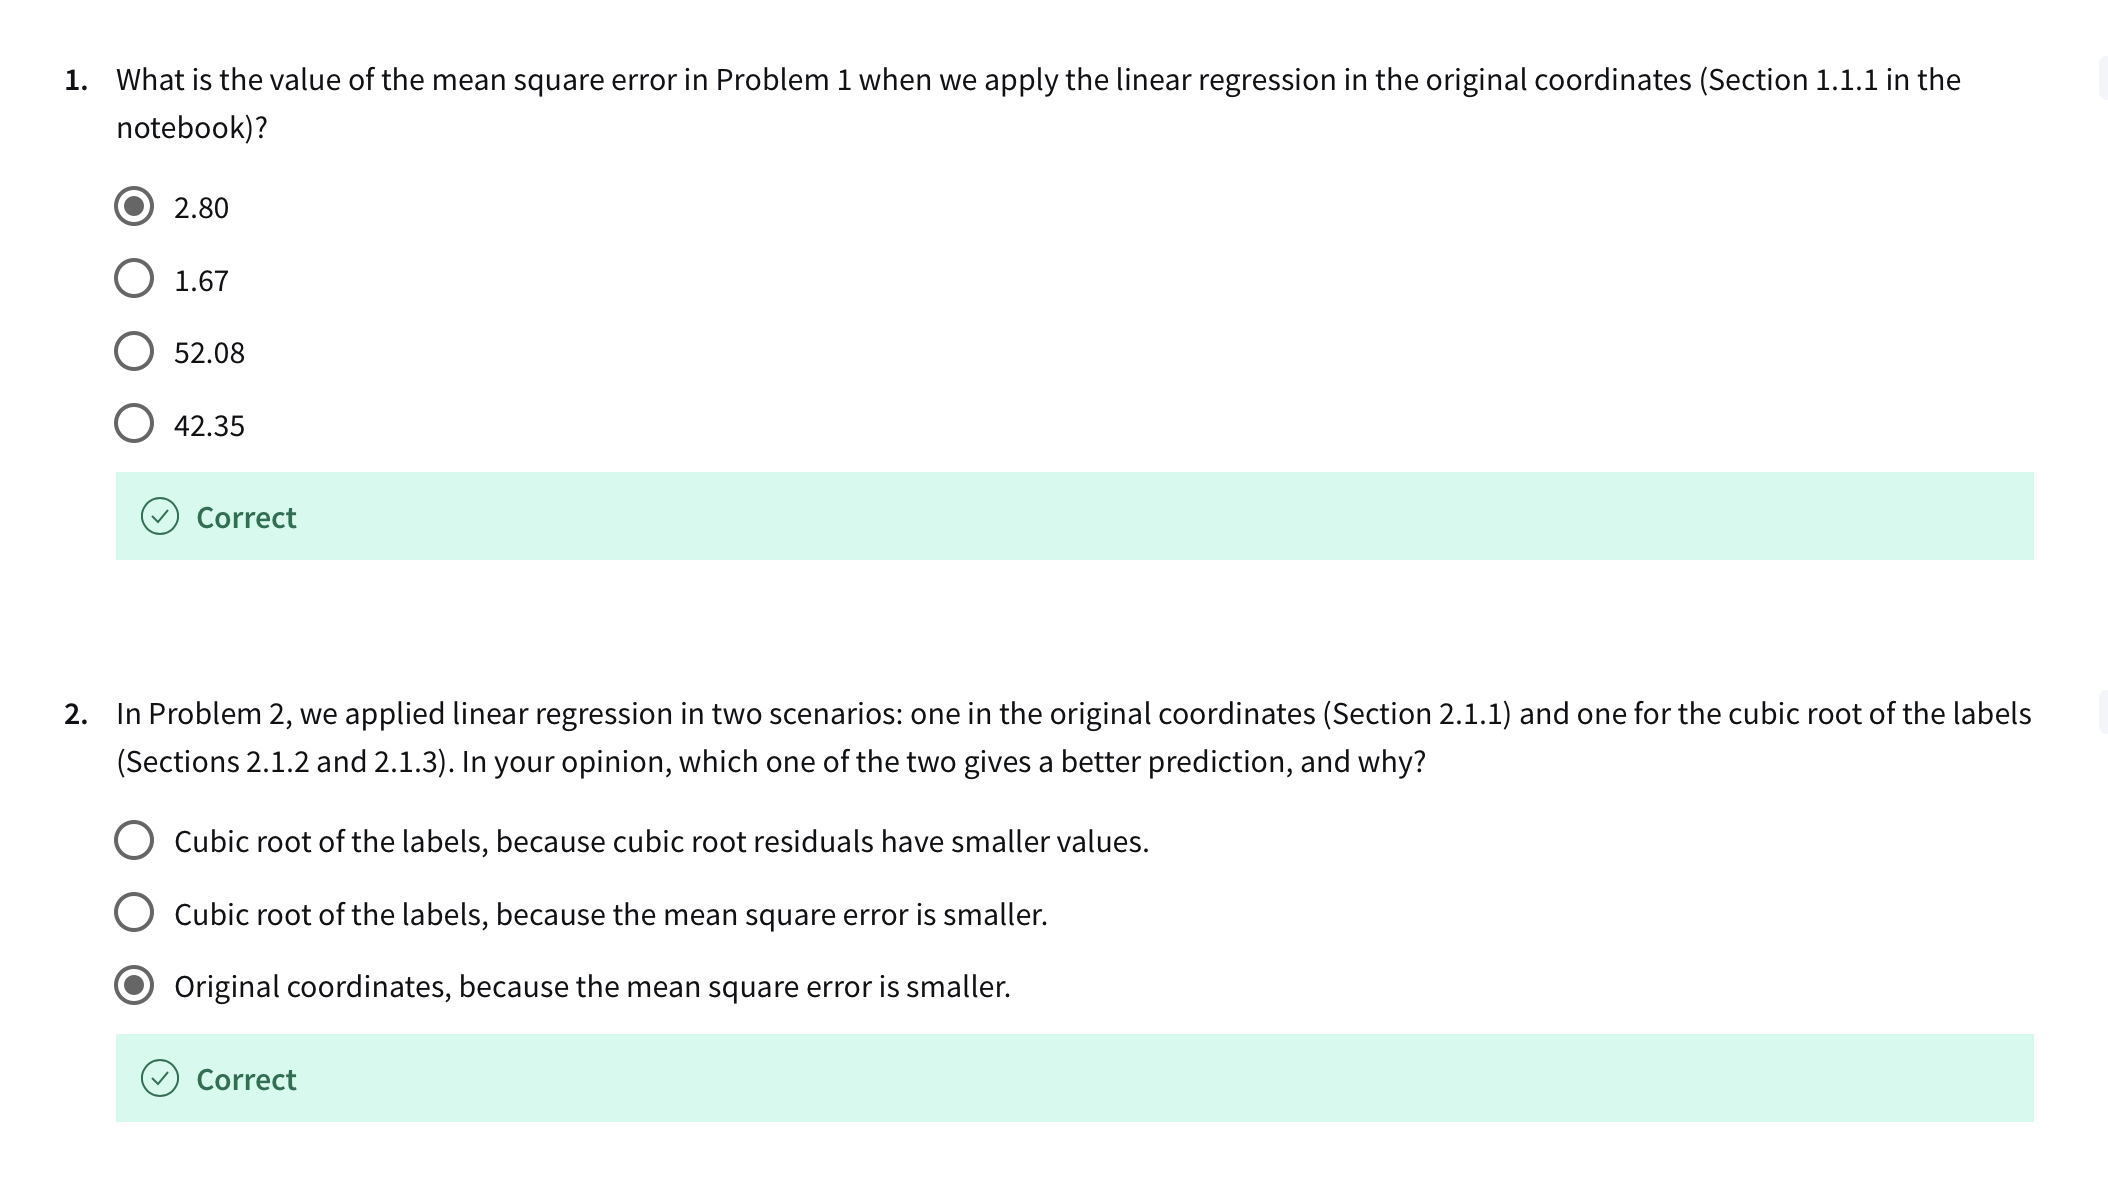 1. What is the value of the mean square error in Problem 1 when we apply the linear regression in the original coordinates (Section 1.1.1 in the
notebook)?
2.80
1.67
52.08
42.35
Correct
2. In Problem 2, we applied linear regression in two scenarios: one in the original coordinates (Section 2.1.1) and one for the cubic root of the labels
(Sections 2.1.2 and 2.1.3). In your opinion, which one of the two gives a better prediction, and why?
Cubic root of the labels, because cubic root residuals have smaller values.
Cubic root of the labels, because the mean square error is smaller.
Original coordinates, because the mean square error is smaller.
Correct